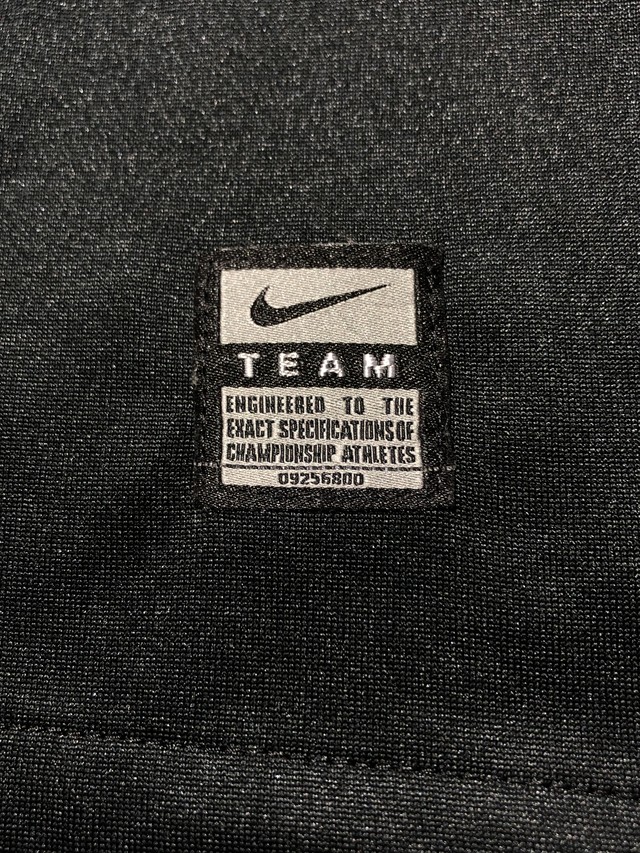 TEAM
ENGINEERED TO THE
EXACT SPECIFICATIONS OF
CHAMPIONSHIP ATHLETES
09256800